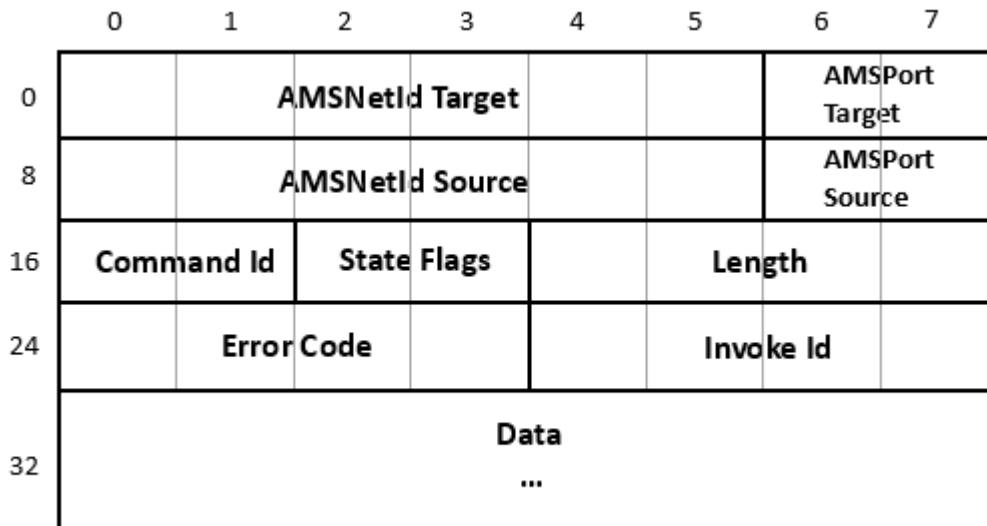 0 1 2 3 4 5 6 7
0 AMSNetId Target AMSPort
Target
8 AMSNetId Source AMSPort
Source
16 Command Id State Flags Length
24 Error Code Invoke Id
Data
32
...